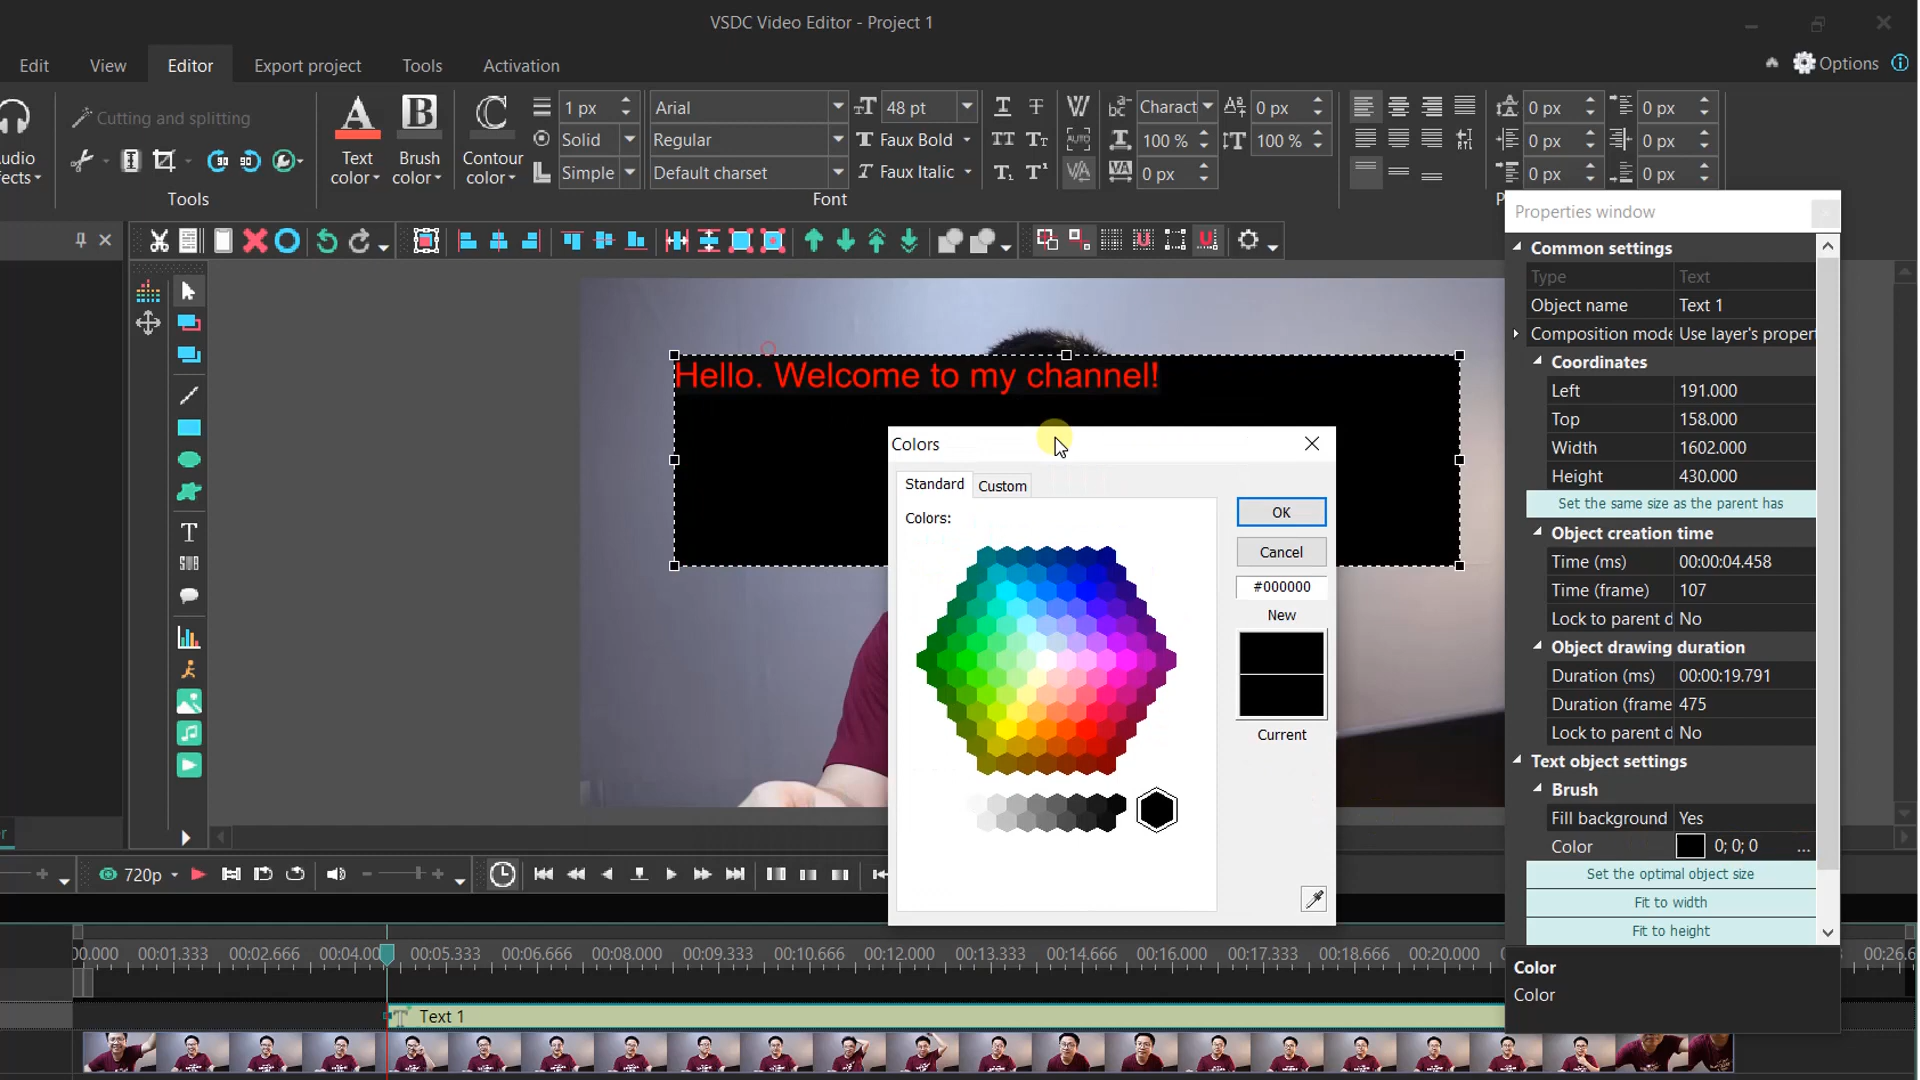 VSDC Video Editor - Project 1
Edit View Editor Export project Tools Activation Options
Cutting and splitting
Tools
Text color
Brush color
Contour color
1 px
Solid
Simple
Arial
Regular
Default charset
48 pt
Faux Bold
Faux Italic
Font
Charact
100 %
0 px
0 px
100 %
0 px
0 px
0 px
0 px
0 px
0 px
Properties window
Common settings
Type Text
Object name Text 1
Composition mode Use layer's propert
Coordinates
Left 191.000
Top 158.000
Width 1602.000
Height 430.000
Set the same size as the parent has
Object creation time
Time (ms) 00:00:04.458
Time (frame) 107
Lock to parent d No
Object drawing duration
Duration (ms) 00:00:19.791
Duration (frame 475
Lock to parent d No
Text object settings
Brush
Fill background Yes
Color 0; 0; 0 ...
Set the optimal object size
Fit to width
Fit to height
Color
Color
Hello. Welcome to my channel!
Colors
Standard Custom
Colors:
OK
Cancel
#000000
New
Current
720p
00.000 00:01.333 00:02.666 00:04.00 00:05.333 00:06.666 00:08.000 00:09.333 00:10.666 00:12.000 00:13.333 00:14.666 00:16.000 00:17.333 00:18.666 00:20.000 00:26.6
Text 1